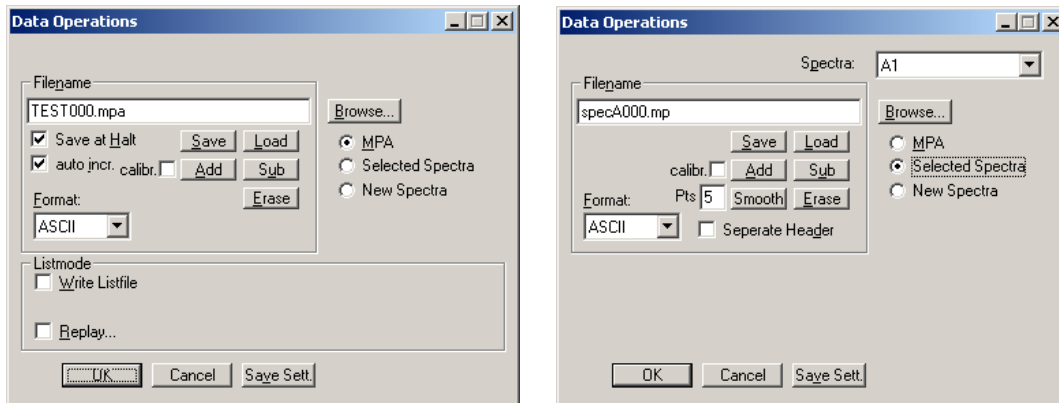 Data Operations
Filename
TEST000.mpa
Browse...
Save at Halt
Save
Load
MPA
auto incr.
calibr.
Add
Sub
Selected Spectra
Format:
Erase
New Spectra
ASCII
Listmode
Write Listfile
Replay...
OK
Cancel
Save Sett.
Data Operations
Spectra:
A1
Filename
specA000.mp
Browse...
Save
Load
MPA
calibr.
Add
Sub
Selected Spectra
Format:
Pts
5
Smooth
Erase
New Spectra
ASCII
Seperate Header
OK
Cancel
Save Sett.